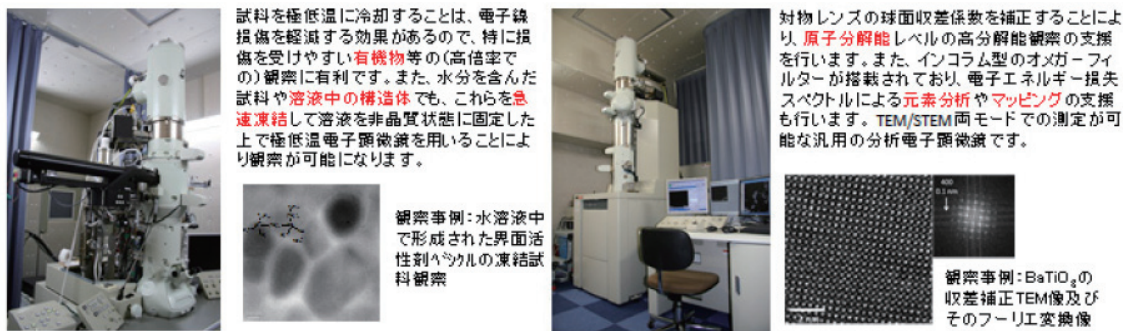 試料を極低温に冷却することは、電子線
損傷を軽減する効果があるので、特に損
傷を受けやすい有機物等の(高倍率で
の)観察に有利です。また、水分を含んだ
試料や溶液中の構造体でも、これらを急
速凍結して溶液を非晶質状態に固定した
上で極低温電子顕微鏡を用いることによ
り観察が可能になります。
観察事例：水溶液中
で形成された界面活
性剤ベシクルの凍結試
料観察
対物レンズの球面収差係数を補正することによ
り、原子分解能レベルの高分解能観察の支援
を行います。また、インコラム型のオメガーフィ
ルターが搭載されており、電子エネルギー損失
スペクトルによる元素分析やマッピングの支援
も行います。TEM/STEM両モードでの測定が可
能な汎用の分析電子顕微鏡です。
400
0.1 nm
観察事例：BaTiO₃の
収差補正TEM像及び
そのフーリエ変換像